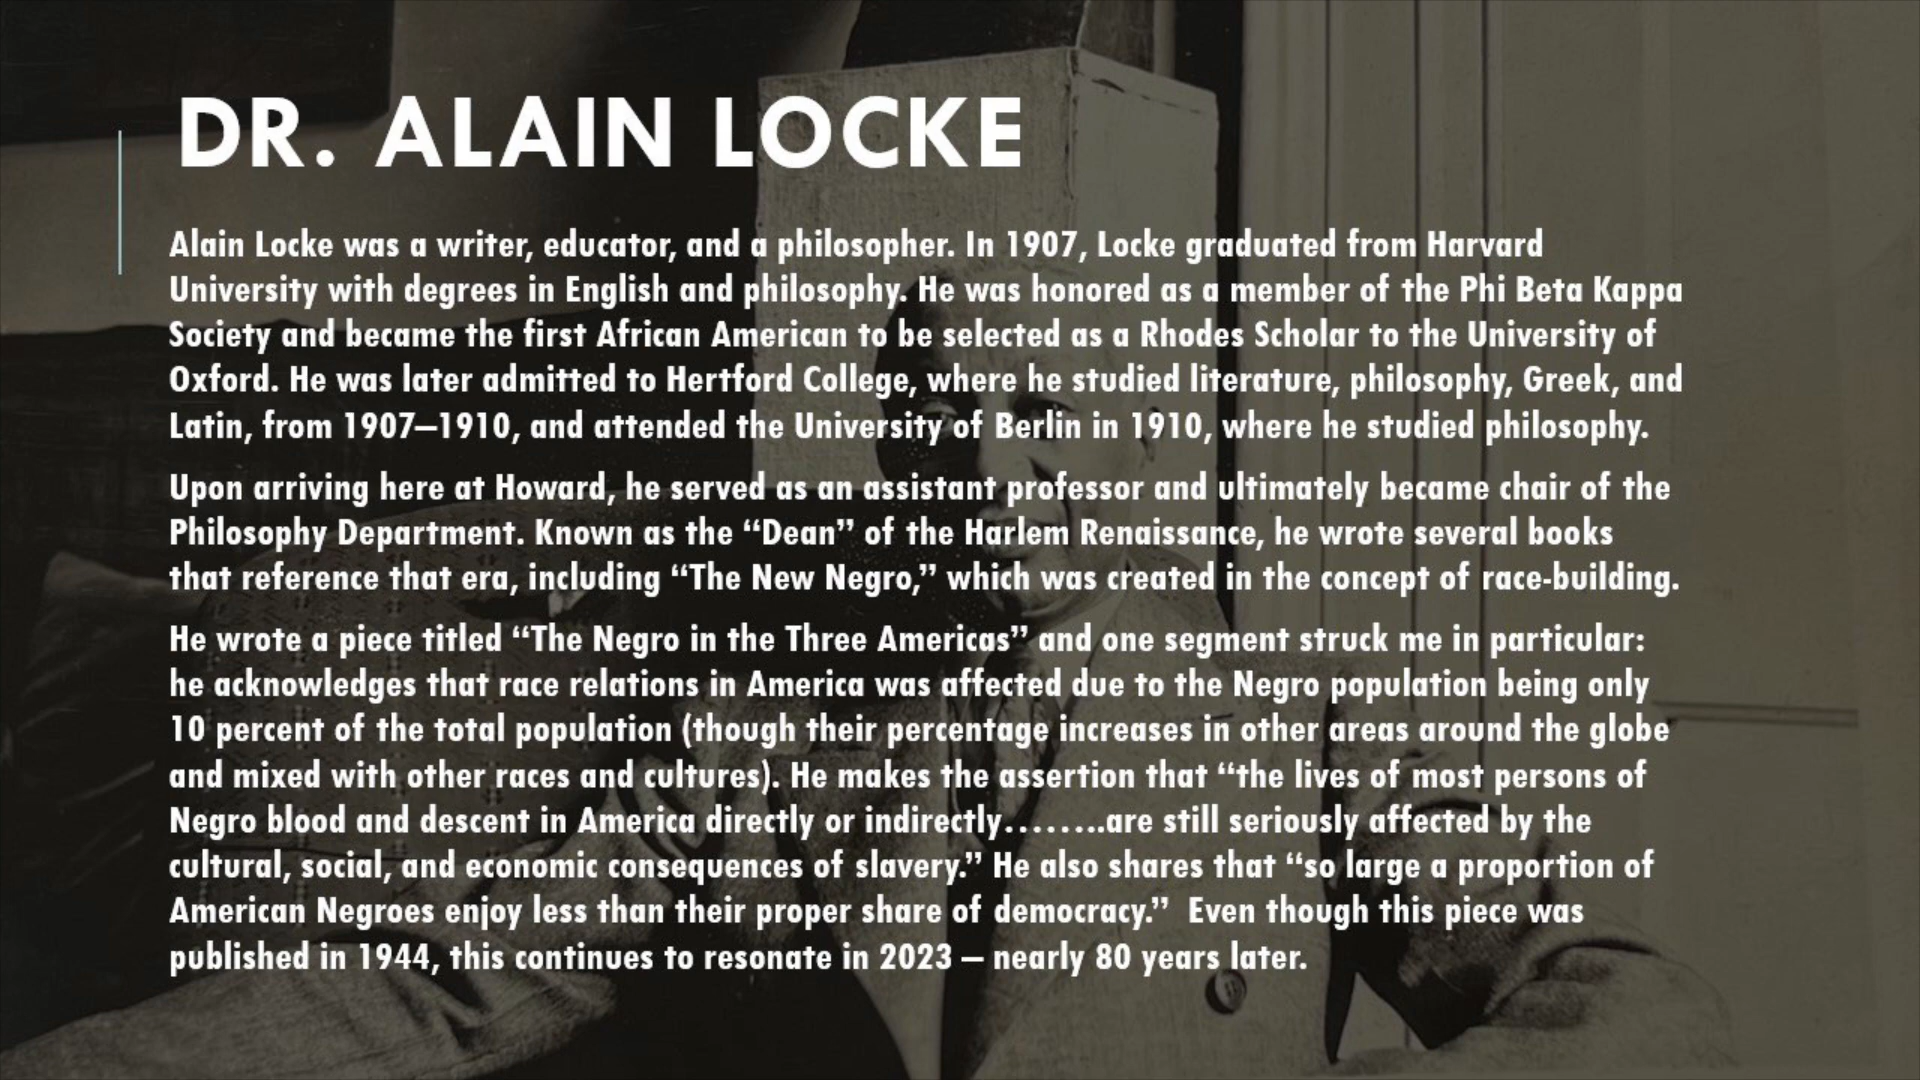 DR. ALAIN LOCKE
Alain Locke was a writer, educator, and a philosopher. In 1907, Locke graduated from Harvard
University with degrees in English and philosophy. He was honored as a member of the Phi Beta Kappa
Society and became the first African American to be selected as a Rhodes Scholar to the University of
Oxford. He was later admitted to Hertford College, where he studied literature, philosophy, Greek, and
Latin, from 1907–1910, and attended the University of Berlin in 1910, where he studied philosophy.
Upon arriving here at Howard, he served as an assistant professor and ultimately became chair of the
Philosophy Department. Known as the “Dean” of the Harlem Renaissance, he wrote several books
that reference that era, including “The New Negro,” which was created in the concept of race-building.
He wrote a piece titled “The Negro in the Three Americas” and one segment struck me in particular:
he acknowledges that race relations in America was affected due to the Negro population being only
10 percent of the total population (though their percentage increases in other areas around the globe
and mixed with other races and cultures). He makes the assertion that “the lives of most persons of
Negro blood and descent in America directly or indirectly……..are still seriously affected by the
cultural, social, and economic consequences of slavery.” He also shares that “so large a proportion of
American Negroes enjoy less than their proper share of democracy.”  Even though this piece was
published in 1944, this continues to resonate in 2023 – nearly 80 years later.